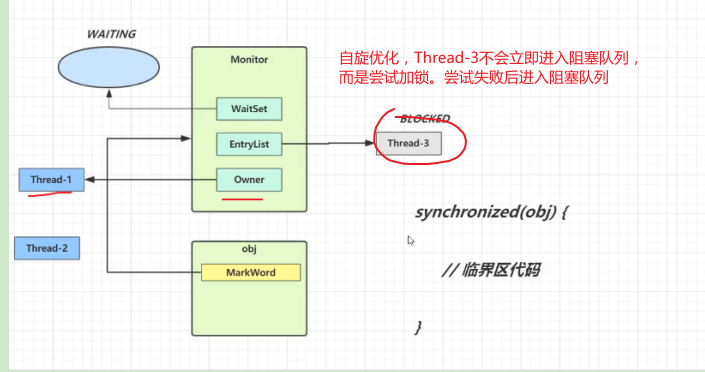 WAITING
Monitor
自旋优化，Thread-3不会立即进入阻塞队列，
而是尝试加锁。尝试失败后进入阻塞队列
WaitSet
BLOCKED
EntryList
Thread-3
Thread-1
Owner
synchronized(obj) {
Thread-2
obj
MarkWord
// 临界区代码
}